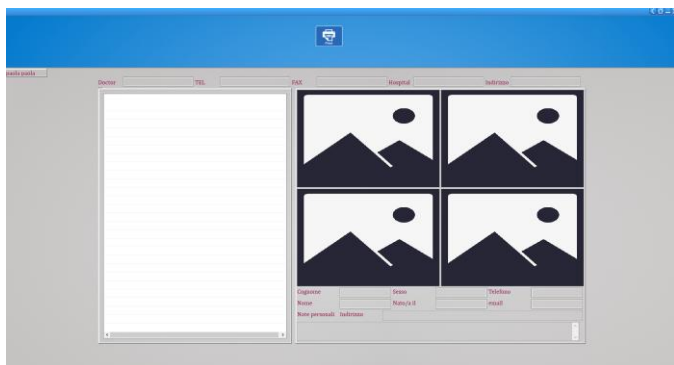 Doctor TEL FAX Hospital Indirizzo
Cognome Sesso Telefono
Nome Nato/a il email
Note personali Indirizzo